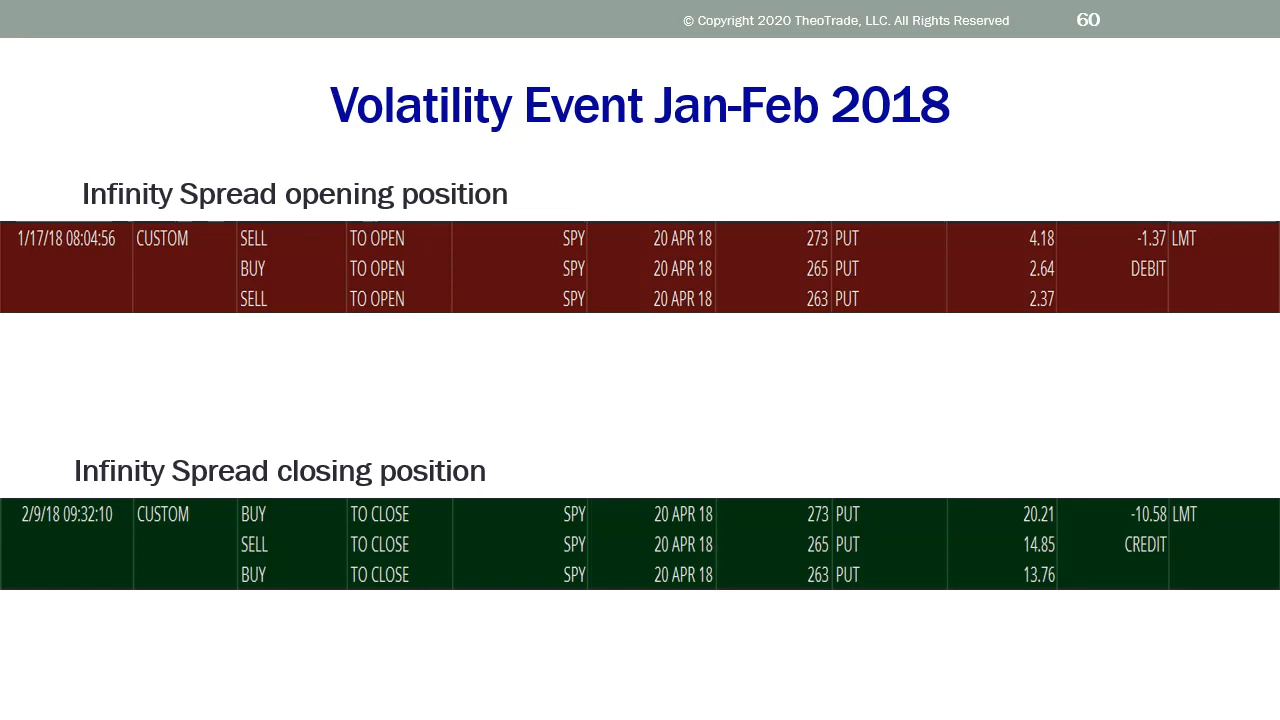 © Copyright 2020 TheoTrade, LLC. All Rights Reserved 60
Volatility Event Jan-Feb 2018
Infinity Spread opening position
1/17/18 08:04:56 CUSTOM SELL TO OPEN SPY 20 APR 18 273 PUT 4.18 -1.37 LMT
BUY TO OPEN SPY 20 APR 18 265 PUT 2.64 DEBIT
SELL TO OPEN SPY 20 APR 18 263 PUT 2.37
Infinity Spread closing position
2/9/18 09:32:10 CUSTOM BUY TO CLOSE SPY 20 APR 18 273 PUT 20.21 -10.58 LMT
SELL TO CLOSE SPY 20 APR 18 265 PUT 14.85 CREDIT
BUY TO CLOSE SPY 20 APR 18 263 PUT 13.76